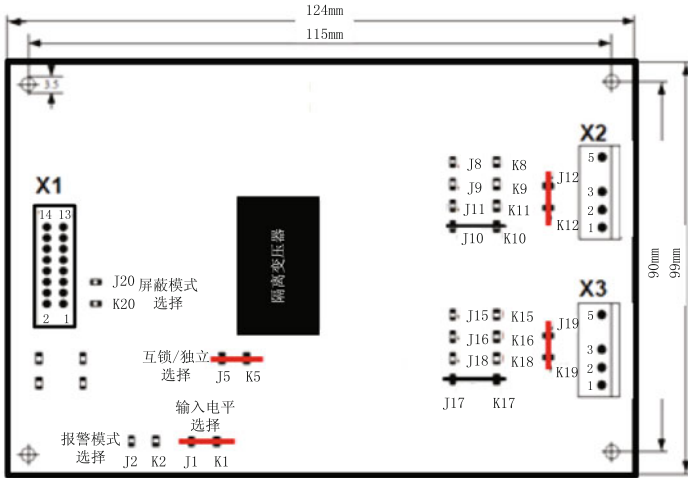 124mm
115mm
3.5
X2
5
3
2
1
J8 K8
J9 K9
J11 K11
J10 K10
J12
K12
X1
14 13
2 1
J20 屏蔽模式
K20 选择
隔离变压器
90mm
99mm
X3
5
3
2
1
J15 K15
J16 K16
J18 K18
J17 K17
J19
K19
互锁/独立
选择 J5 K5
输入电平
选择
报警模式
选择 J2 K2 J1 K1